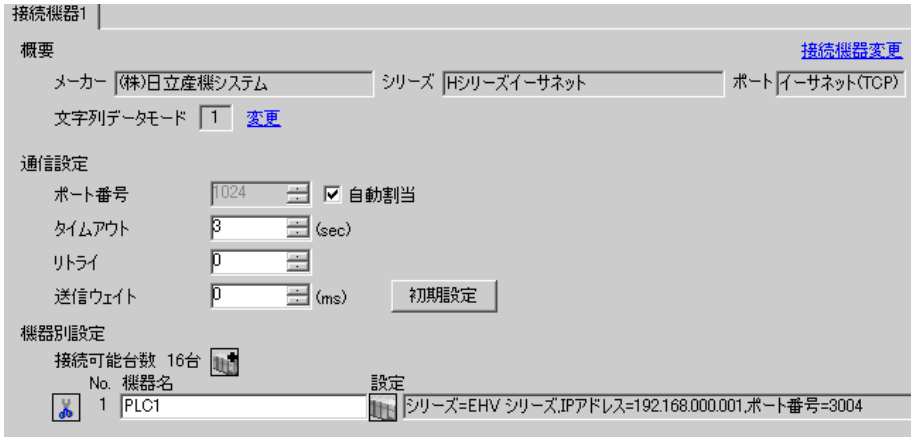 接続機器1
概要 接続機器変更
メーカー (株)日立産機システム シリーズ Hシリーズイーサネット ポート イーサネット(TCP)
文字列データモード 1 変更
通信設定
ポート番号 1024 自動割当
タイムアウト 3 (sec)
リトライ 0
送信ウェイト 0 (ms) 初期設定
機器別設定
接続可能台数 16台
No. 機器名 設定
1 PLC1 シリーズ=EHV シリーズ,IPアドレス=192.168.000.001,ポート番号=3004